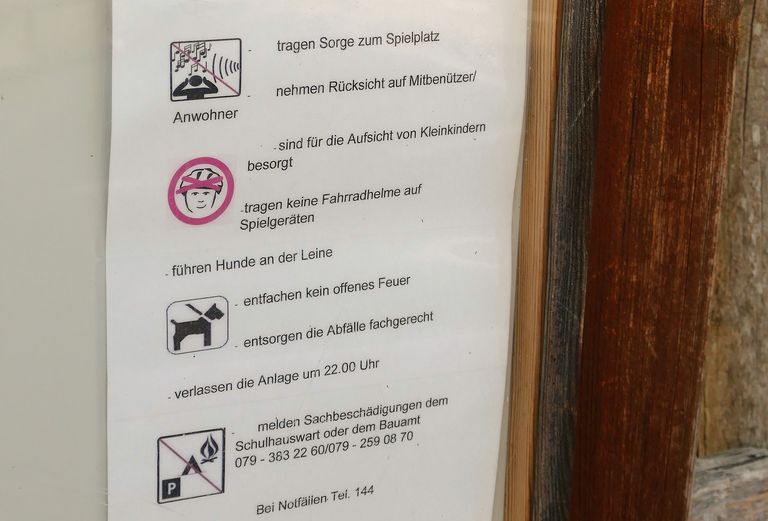 - tragen Sorge zum Spielplatz
- nehmen Rücksicht auf Mitbenützer/
Anwohner
- sind für die Aufsicht von Kleinkindern
besorgt
- tragen keine Fahrradhelme auf
Spielgeräten
- führen Hunde an der Leine
- entfachen kein offenes Feuer
- entsorgen die Abfälle fachgerecht
- verlassen die Anlage um 22.00 Uhr
- melden Sachbeschädigungen dem
Schulhauswart oder dem Bauamt
079 - 383 22 60/079 - 259 08 70
P
Bei Notfällen Tel. 144